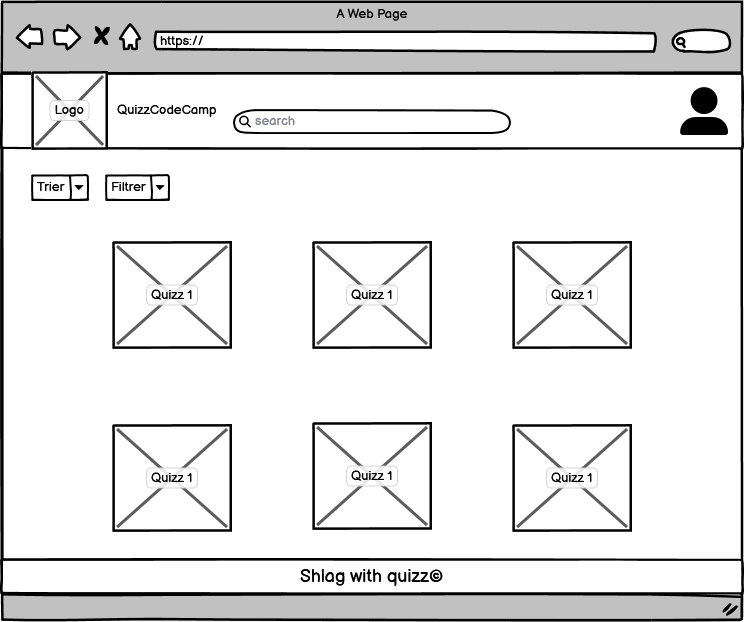 A Web Page
https://
Logo
QuizzCodeCamp
search
Trier
Filtrer
Quizz 1
Quizz 1
Quizz 1
Quizz 1
Quizz 1
Quizz 1
Shlag with quizz©